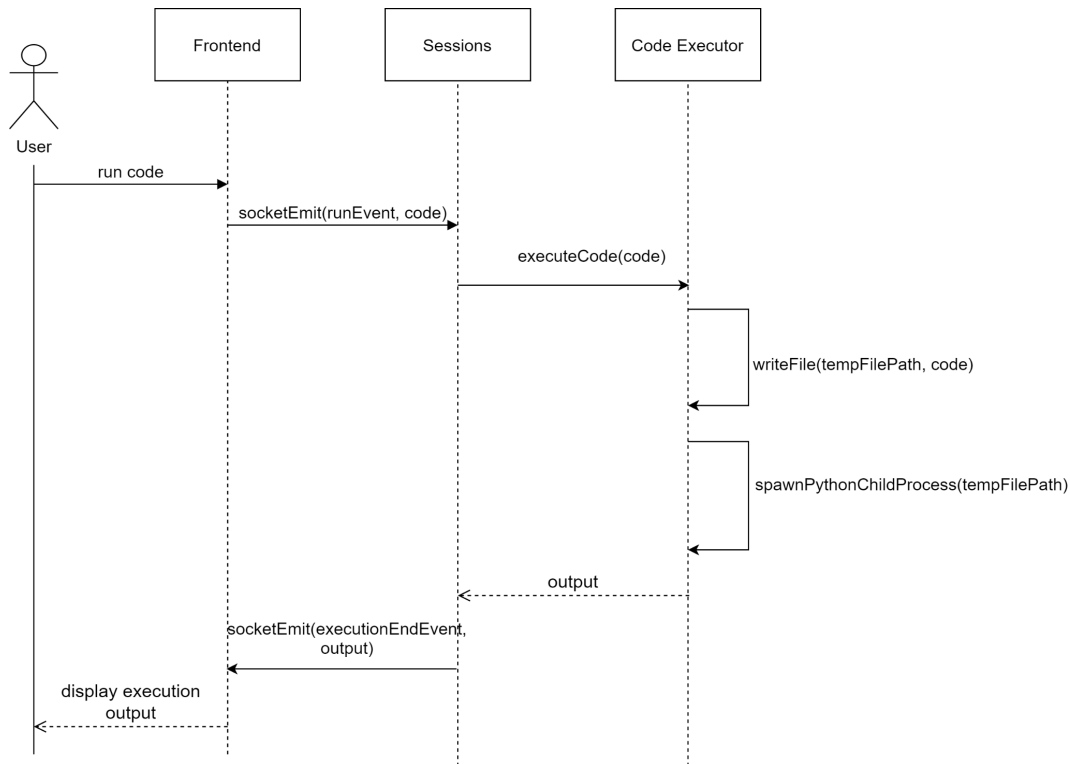 Frontend
Sessions
Code Executor
User
run code
socketEmit(runEvent, code)
executeCode(code)
writeFile(tempFilePath, code)
spawnPythonChildProcess(tempFilePath)
output
socketEmit(executionEndEvent,
output)
display execution
output